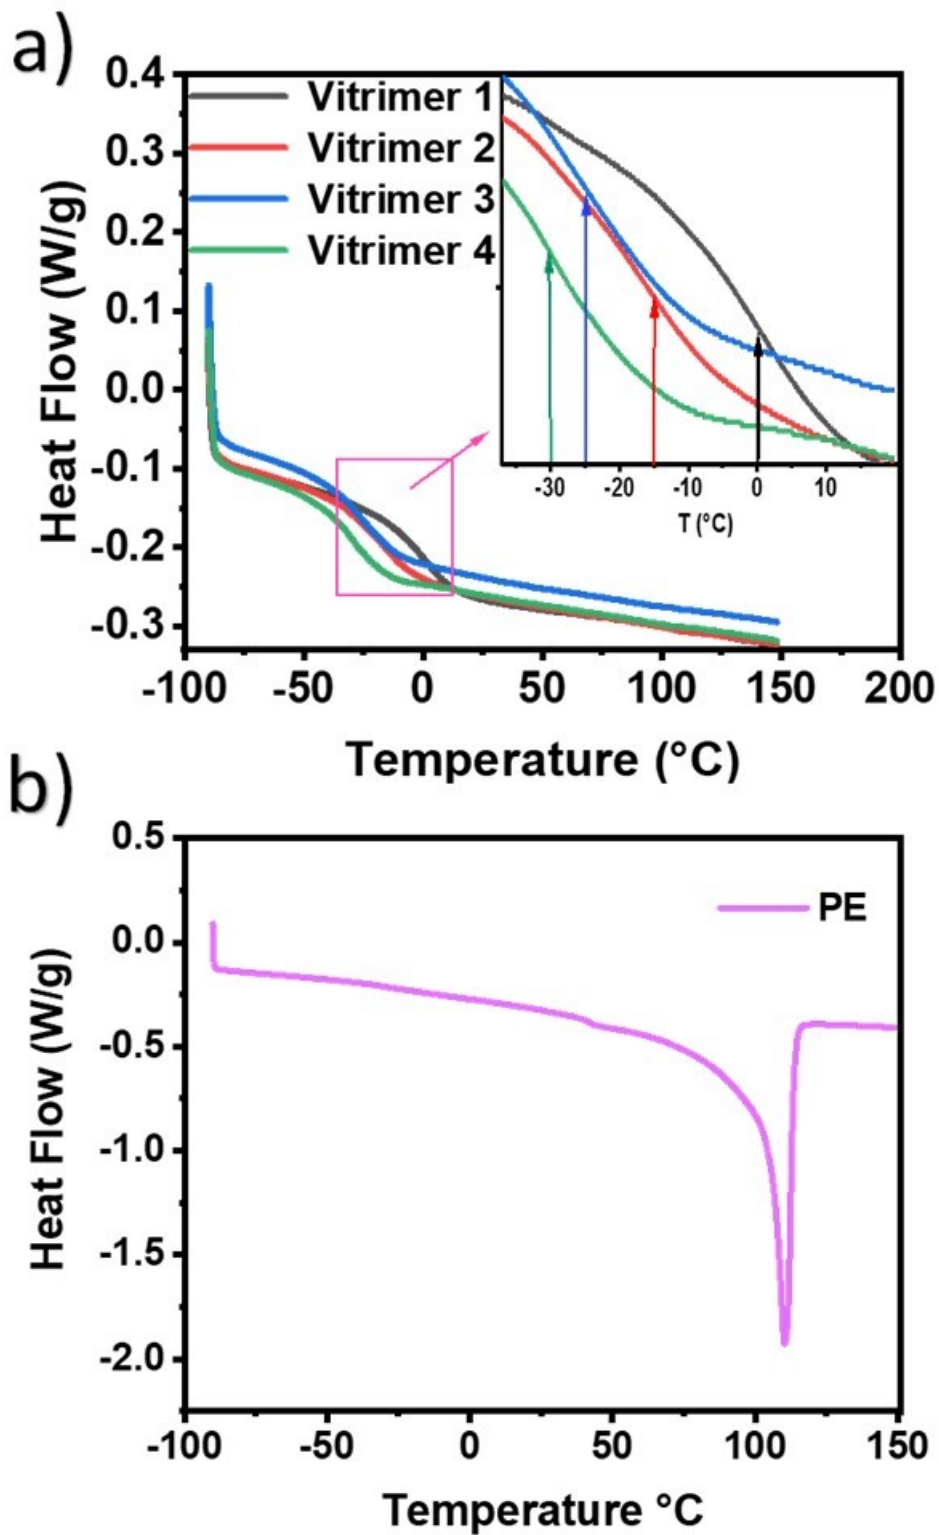 a)
0.4
0.3
0.2
0.1
0.0
-0.1
-0.2
-0.3
Heat Flow (W/g)
Vitrimer 1
Vitrimer 2
Vitrimer 3
Vitrimer 4
-30 -20 -10 0 10
T (°C)
-100 -50 0 50 100 150 200
Temperature (°C)
b)
0.5
0.0
-0.5
-1.0
-1.5
-2.0
Heat Flow (W/g)
PE
-100 -50 0 50 100 150
Temperature °C